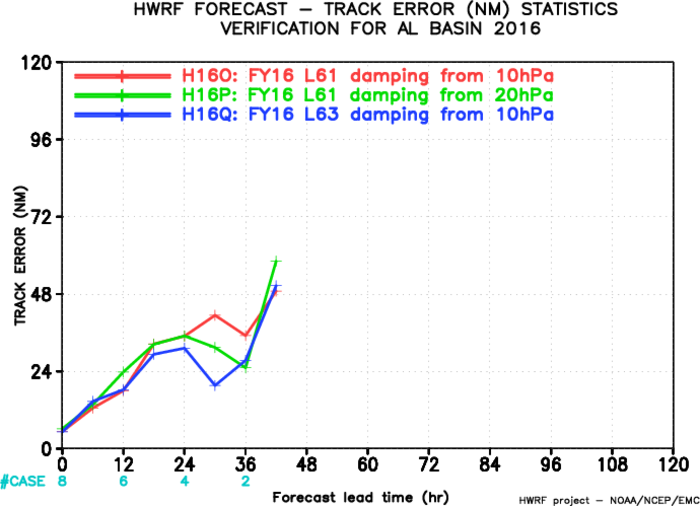 HWRF FORECAST – TRACK ERROR (NM) STATISTICS
VERIFICATION FOR AL BASIN 2016
H16O: FY16 L61 damping from 10hPa
H16P: FY16 L61 damping from 20hPa
H16Q: FY16 L63 damping from 10hPa
TRACK ERROR (NM)
120
96
72
48
24
0
0 12 24 36 48 60 72 84 96 108 120
#CASE 8 6 4 2
Forecast lead time (hr)
HWRF project – NOAA/NCEP/EMC